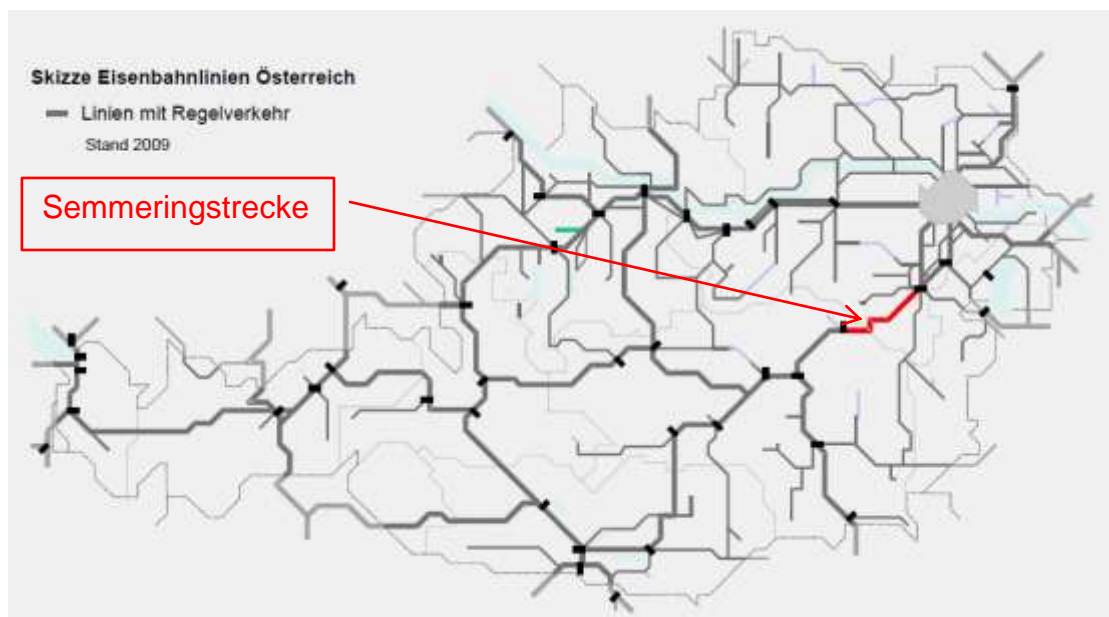 Skizze Eisenbahnlinien Österreich
Linien mit Regelverkehr
Stand 2009
Semmeringstrecke